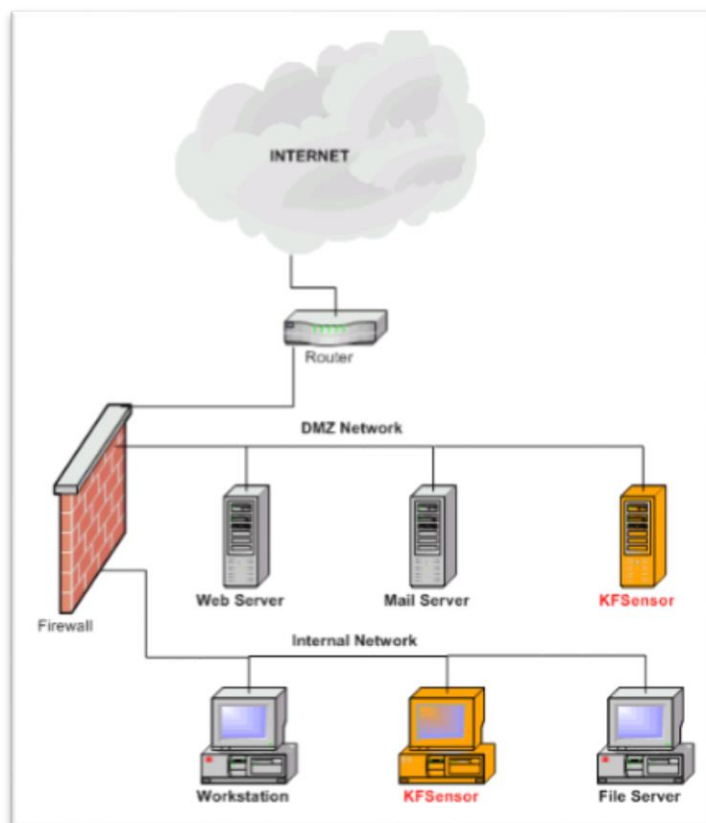 INTERNET
Router
DMZ Network
Web Server
Mail Server
KFSensor
Firewall
Internal Network
Workstation
KFSensor
File Server